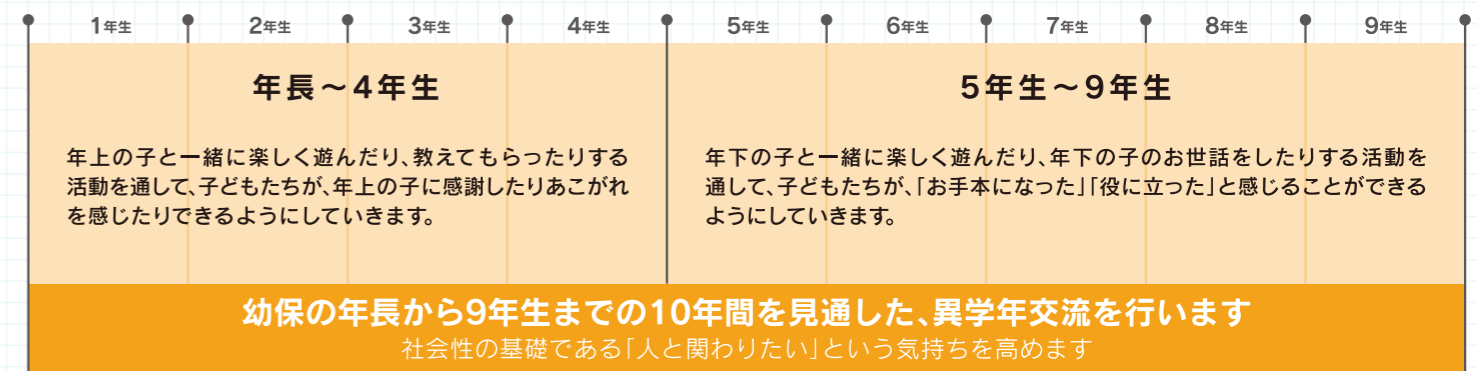 1年生 2年生 3年生 4年生 5年生 6年生 7年生 8年生 9年生
年長～4年生
年上の子と一緒に楽しく遊んだり、教えてもらったりする
活動を通して、子どもたちが、年上の子に感謝したりあこがれ
を感じたりできるようにしていきます。
5年生～9年生
年下の子と一緒に楽しく遊んだり、年下の子のお世話をしたりする活動を
通して、子どもたちが、「お手本になった」「役に立った」と感じることができる
ようにしていきます。
幼保の年長から9年生までの10年間を見通した、異学年交流を行います
社会性の基礎である「人と関わりたい」という気持ちを高めます